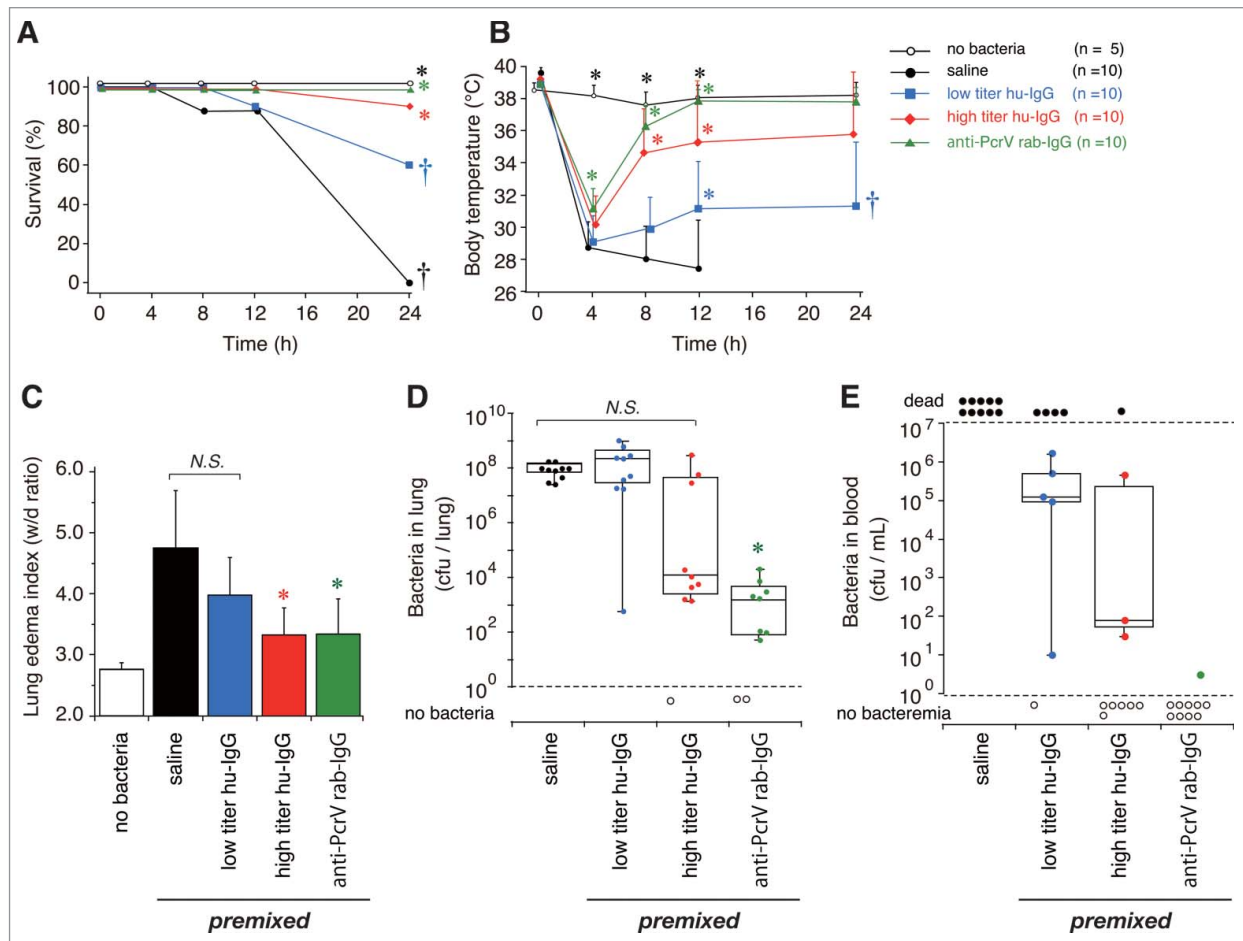 A
B
no bacteria (n = 5)
saline (n =10)
low titer hu-IgG (n =10)
high titer hu-IgG (n =10)
anti-PcrV rab-IgG (n =10)
Survival (%)
100
80
60
40
20
0
*
*
*
†
†
0 4 8 12 16 20 24
Time (h)
Body temperature (°C)
40
38
36
34
32
30
28
26
* * *
* * *
* *
*
†
0 4 8 12 16 20 24
Time (h)
C
Lung edema index (w/d ratio)
6.0
5.0
4.0
3.0
2.0
N.S.
* *
no bacteria
saline
low titer hu-IgG
high titer hu-IgG
anti-PcrV rab-IgG
premixed
D
Bacteria in lung
(cfu / lung)
10^10
10^8
10^6
10^4
10^2
10^0
N.S.
*
no bacteria
saline
low titer hu-IgG
high titer hu-IgG
anti-PcrV rab-IgG
premixed
E
dead
Bacteria in blood
(cfu / mL)
10^7
10^6
10^5
10^4
10^3
10^2
10^1
10^0
no bacteremia
saline
low titer hu-IgG
high titer hu-IgG
anti-PcrV rab-IgG
premixed